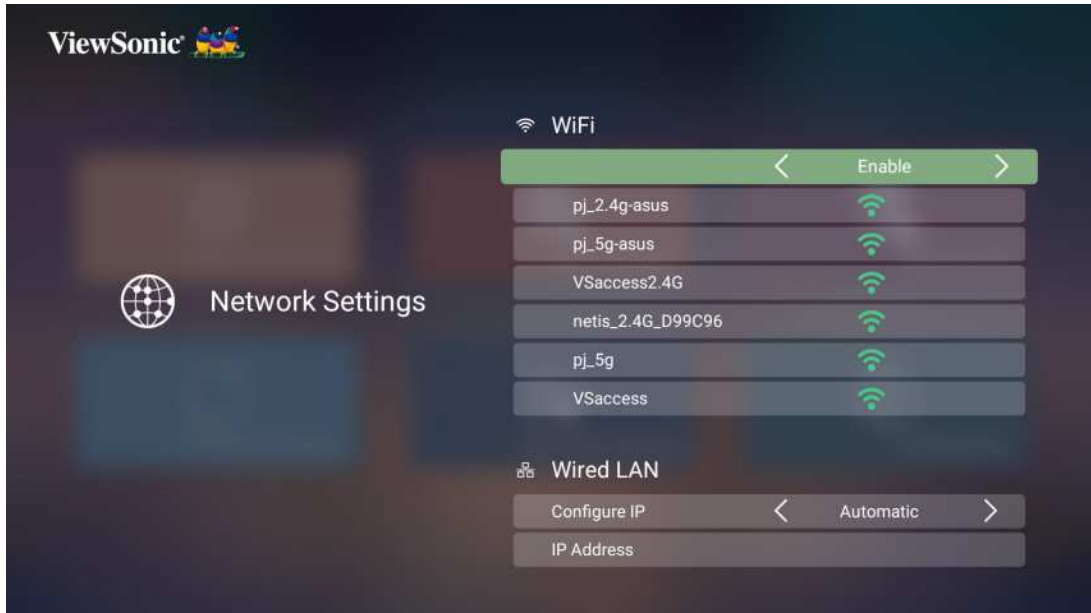 ViewSonic®
WiFi
Enable
pj_2.4g-asus
pj_5g-asus
VSaccess2.4G
netis_2.4G_D99C96
pj_5g
VSaccess
Network Settings
Wired LAN
Configure IP Automatic
IP Address